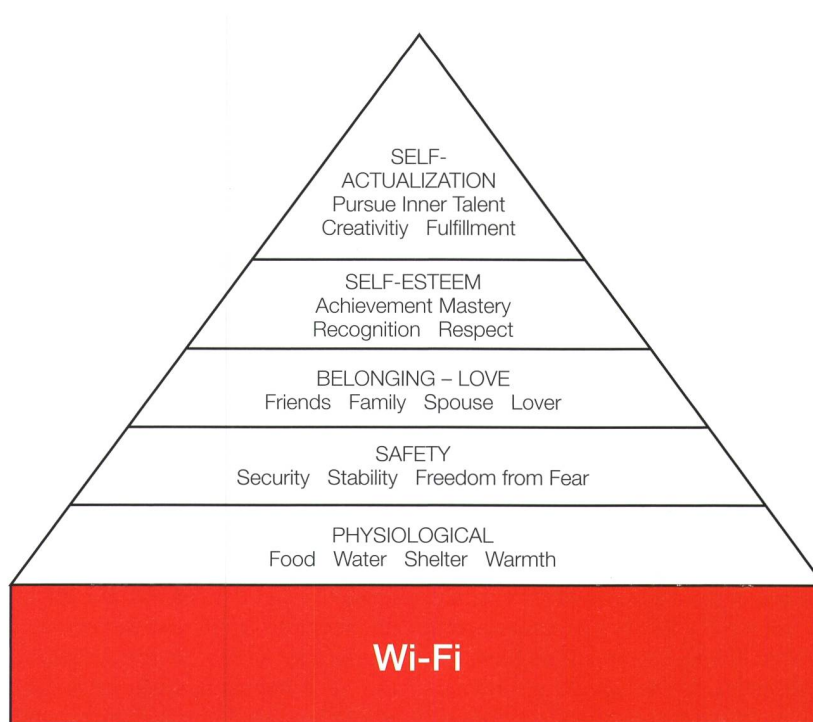 SELF-
ACTUALIZATION
Pursue Inner Talent
Creativitiy Fulfillment
SELF-ESTEEM
Achievement Mastery
Recognition Respect
BELONGING – LOVE
Friends Family Spouse Lover
SAFETY
Security Stability Freedom from Fear
PHYSIOLOGICAL
Food Water Shelter Warmth
Wi-Fi